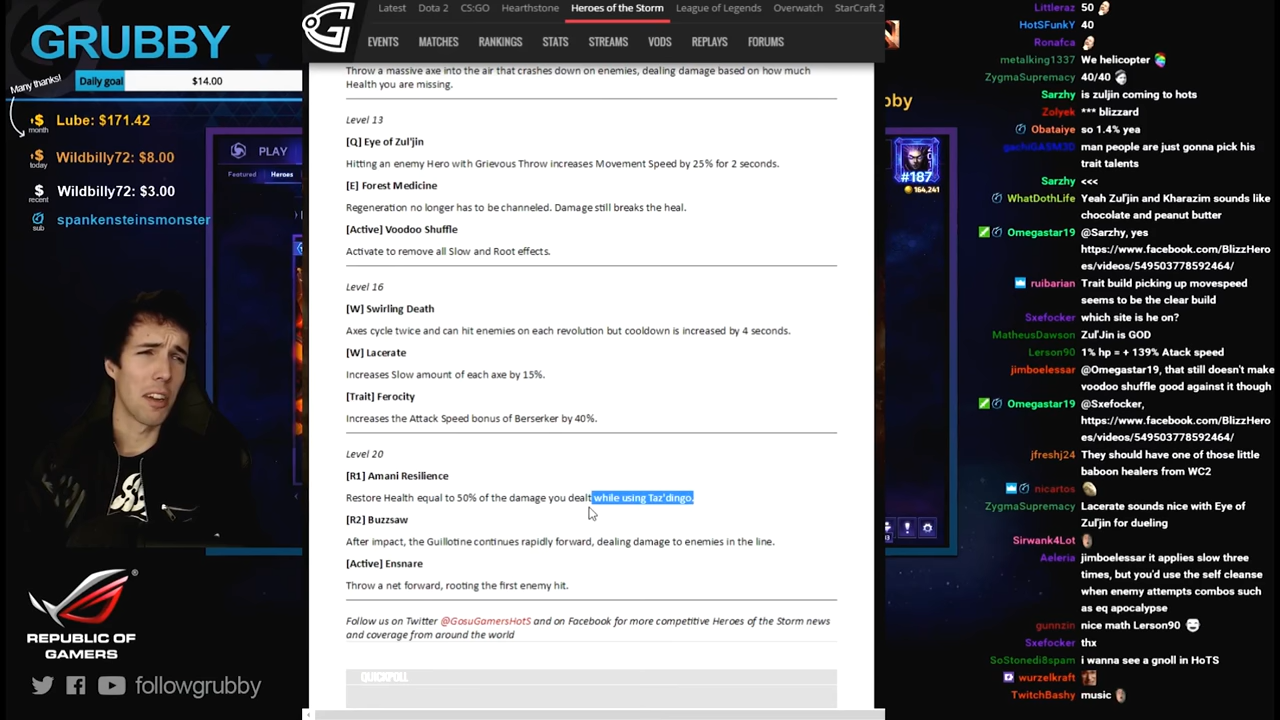 GRUBBY
Many thanks!
Daily goal
$14.00
$
month
Lube: $171.42
$
today
Wildbilly72: $8.00
$
recent
Wildbilly72: $3.00
sub
spankensteinsmonster
REPUBLIC OF
GAMERS
followgrubby
PLAY
Featured
Heroes
Latest Dota 2 CS:GO Hearthstone Heroes of the Storm League of Legends Overwatch StarCraft 2
EVENTS MATCHES RANKINGS STATS STREAMS VODS REPLAYS FORUMS
Throw a massive axe into the air that crashes down on enemies, dealing damage based on how much
Health you are missing.
Level 13
[Q] Eye of Zul'jin
Hitting an enemy Hero with Grievous Throw increases Movement Speed by 25% for 2 seconds.
[E] Forest Medicine
Regeneration no longer has to be channeled. Damage still breaks the heal.
[Active] Voodoo Shuffle
Activate to remove all Slow and Root effects.
Level 16
[W] Swirling Death
Axes cycle twice and can hit enemies on each revolution but cooldown is increased by 4 seconds.
[W] Lacerate
Increases Slow amount of each axe by 15%.
[Trait] Ferocity
Increases the Attack Speed bonus of Berserker by 40%.
Level 20
[R1] Amani Resilience
Restore Health equal to 50% of the damage you dealt while using Taz'dingo.
[R2] Buzzsaw
After impact, the Guillotine continues rapidly forward, dealing damage to enemies in the line.
[Active] Ensnare
Throw a net forward, rooting the first enemy hit.
Follow us on Twitter @GosuGamersHotS and on Facebook for more competitive Heroes of the Storm news
and coverage from around the world
QUICKPOLL
bby
#187
164,241
Littleraz 50
HotSFunkY 40
Ronafca
metalking1337 We helicopter
ZygmaSupremacy 40/40
Sarzhy is zuljin coming to hots
Zolyek *** blizzard
Obataiye so 1.4% yea
gachiGASM3D man people are just gonna pick his
trait talents
Sarzhy <<<
WhatDothLife Yeah Zul'jin and Kharazim sounds like
chocolate and peanut butter
Omegastar19 @Sarzhy, yes
https://www.facebook.com/BlizzHero
es/videos/549503778592464/
ruibarian Trait build picking up movespeed
seems to be the clear build
Sxefocker which site is he on?
MatheusDawson Zul'Jin is GOD
Lerson90 1% hp = + 139% Atack speed
jimboelessar @Omegastar19, that still doesn't make
voodoo shuffle good against it though
Omegastar19 @Sxefocker,
https://www.facebook.com/BlizzHero
es/videos/549503778592464/
jfreshj24 They should have one of those little
baboon healers from WC2
nicartos
ZygmaSupremacy Lacerate sounds nice with Eye of
Zul'jin for dueling
Sirwank4Lot
Aeleria jimboelessar it applies slow three
times, but you'd use the self cleanse
when enemy attempts combos such
as eq apocalypse
gunnzin nice math Lerson90
Sxefocker thx
SoStonedi8spam i wanna see a gnoll in HoTS
wurzelkraft
TwitchBashy music